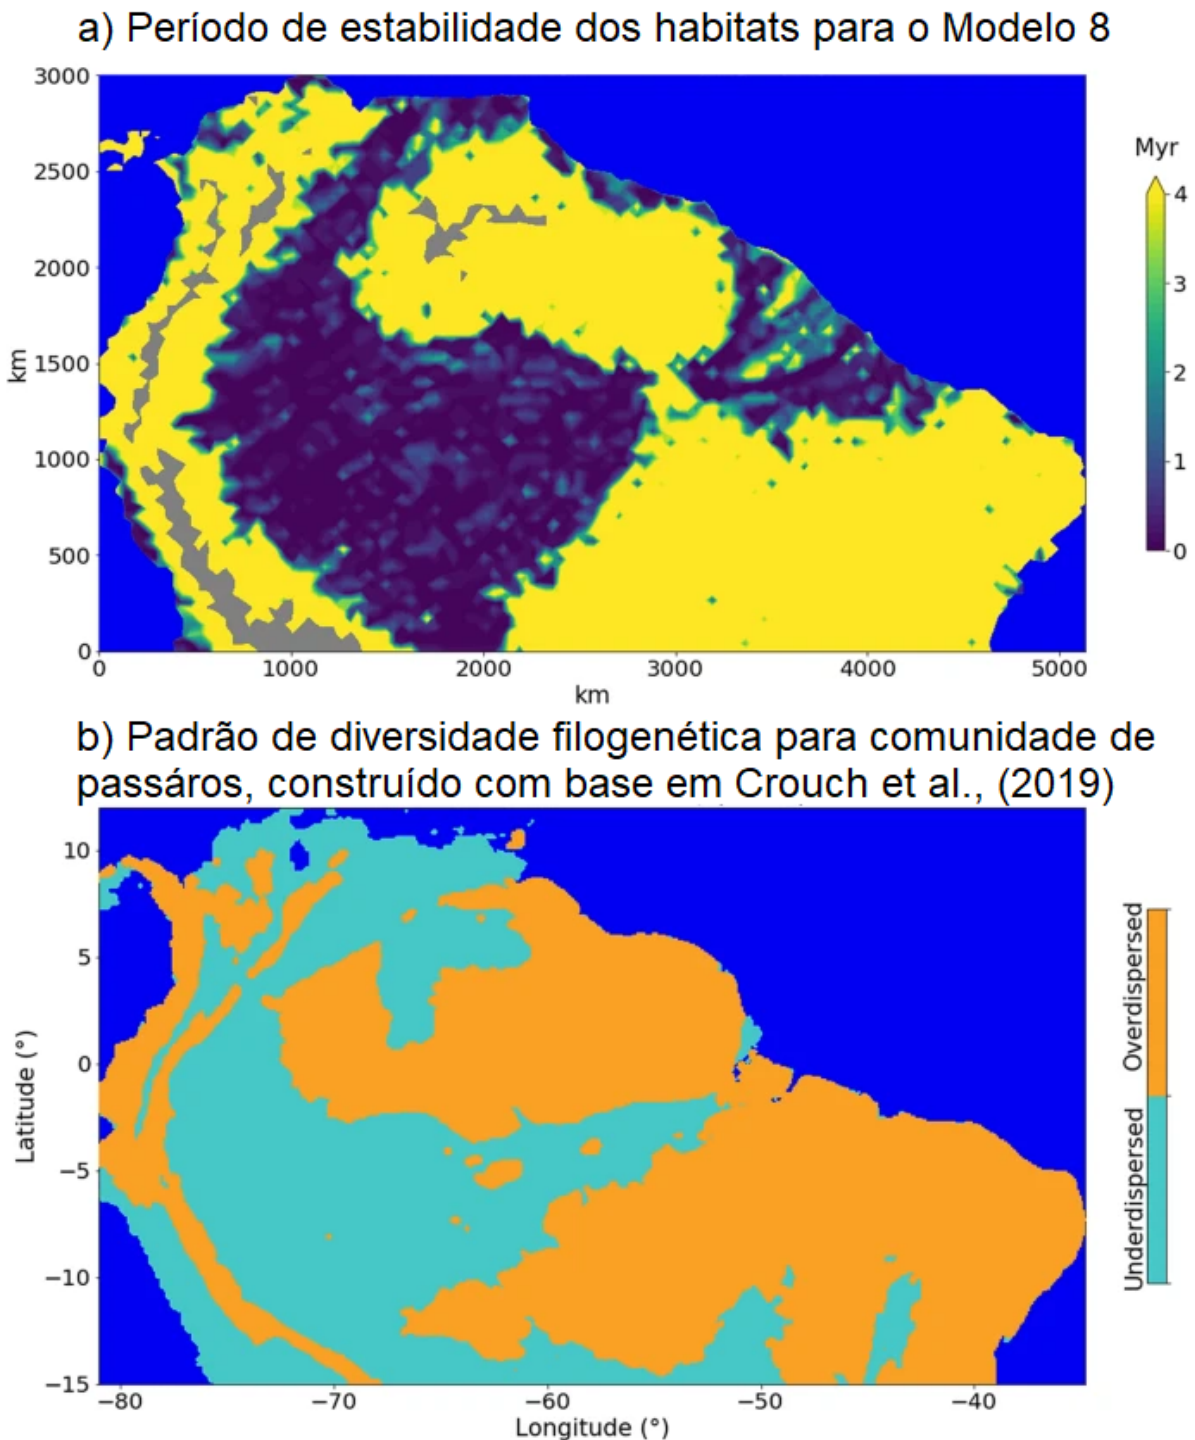 a) Período de estabilidade dos habitats para o Modelo 8
3000
2500
2000
1500
1000
500
0
km
0
1000
2000
3000
4000
5000
km
Myr
4
3
2
1
0
b) Padrão de diversidade filogenética para comunidade de
passáros, construído com base em Crouch et al., (2019)
10
5
0
−5
−10
−15
Latitude (°)
−80
−70
−60
−50
−40
Longitude (°)
Overdispersed
Underdispersed